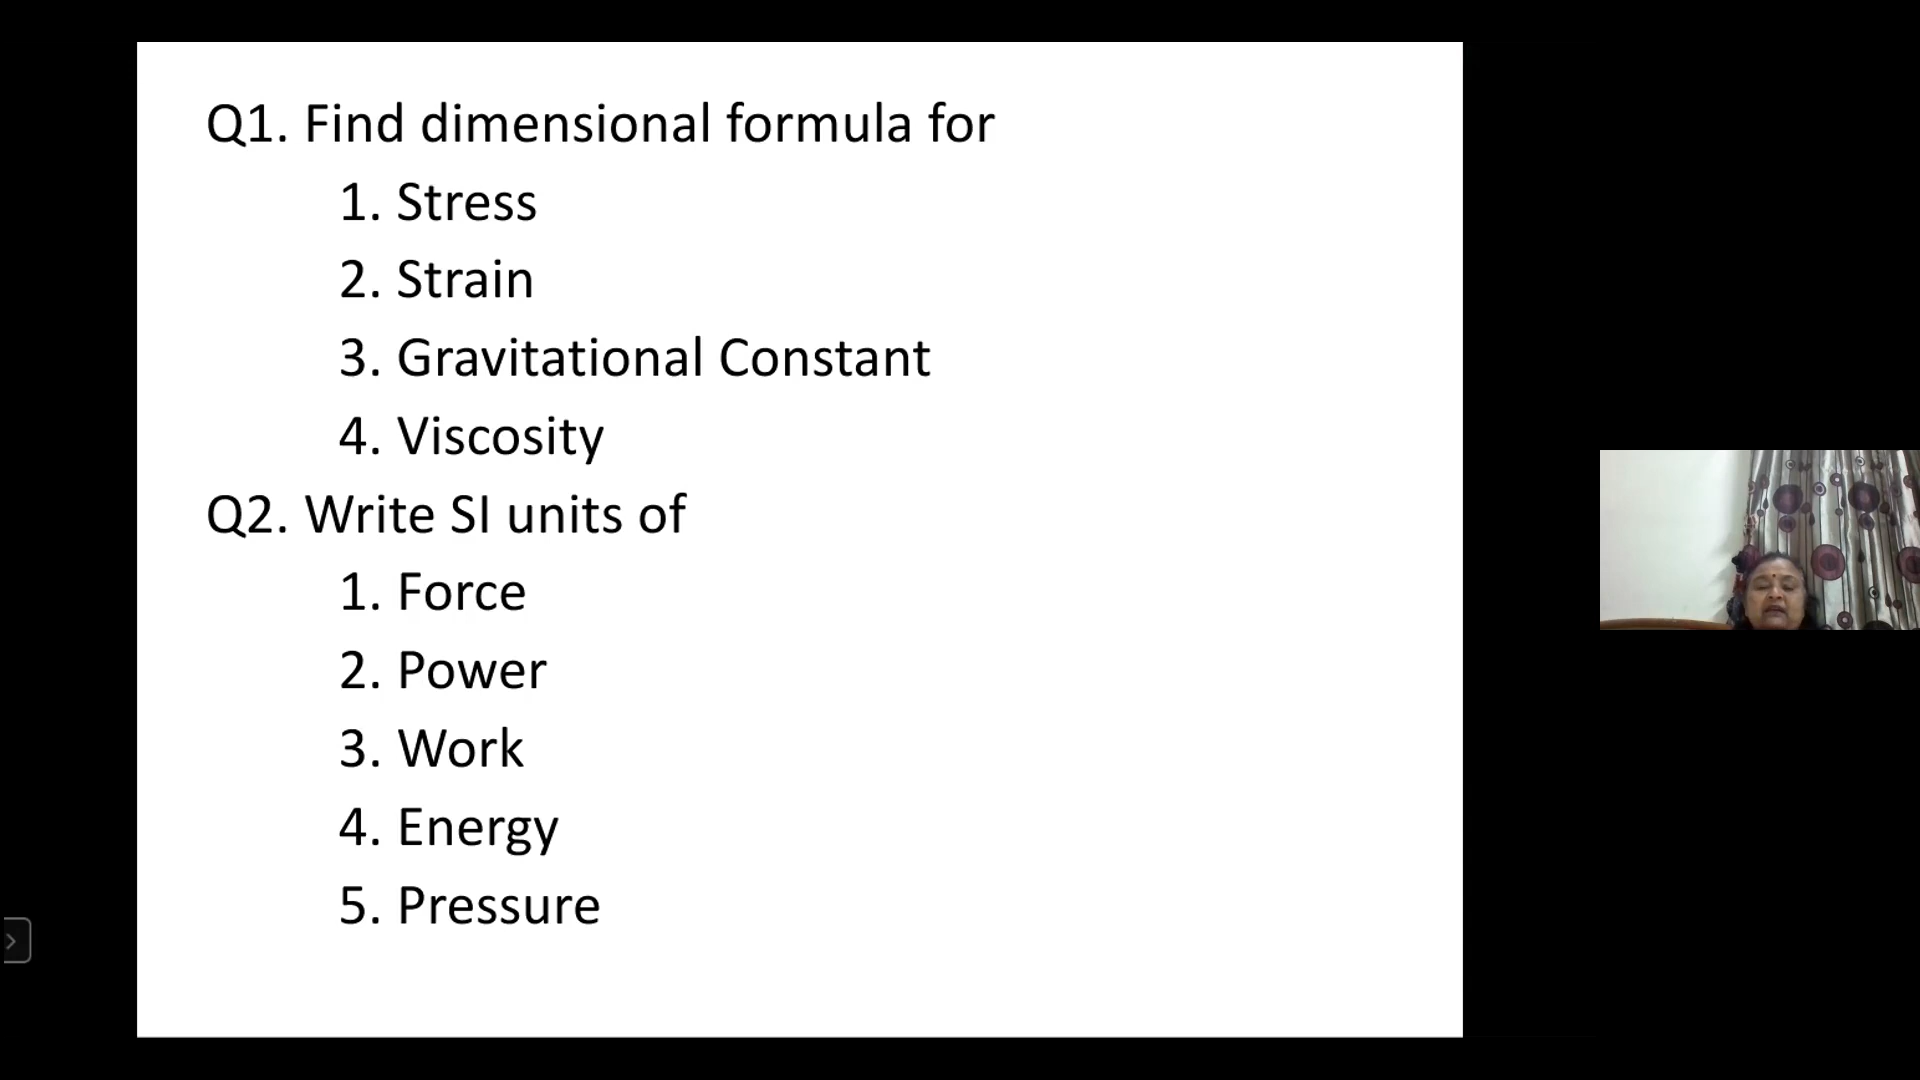 Q1. Find dimensional formula for
1. Stress
2. Strain
3. Gravitational Constant
4. Viscosity
Q2. Write SI units of
1. Force
2. Power
3. Work
4. Energy
5. Pressure